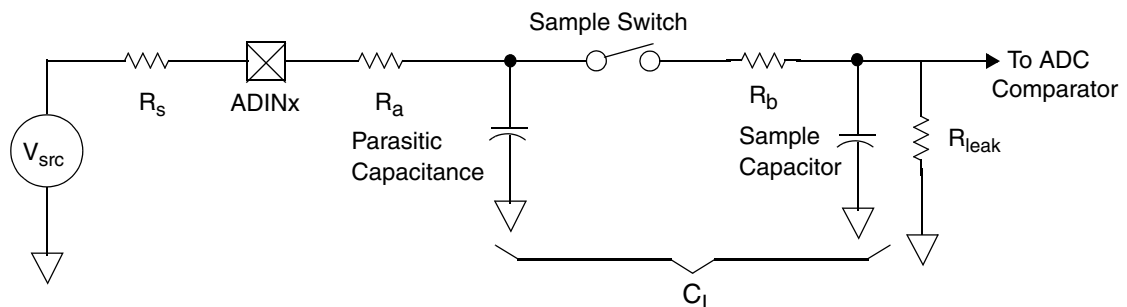 Sample Switch
To ADC
Comparator
R_s
ADINx
R_a
R_b
Parasitic
Capacitance
Sample
Capacitor
R_leak
V_src
C_I